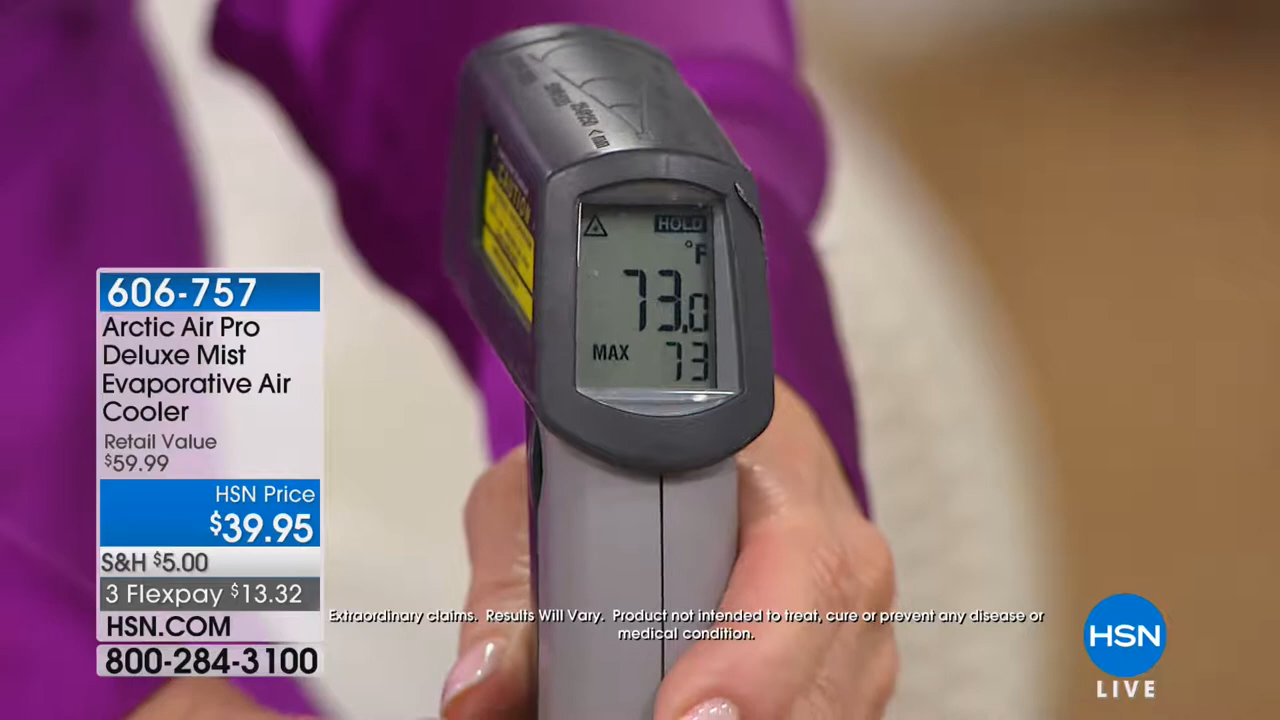 606-757
Arctic Air Pro
Deluxe Mist
Evaporative Air
Cooler
Retail Value
$59.99
HSN Price
$39.95
S&H $5.00
3 Flexpay $13.32
HSN.COM
800-284-3100
CAUTION
HOLD
°F
73.0
MAX 73
Extraordinary claims. Results Will Vary. Product not intended to treat, cure or prevent any disease or
medical condition.
HSN
LIVE